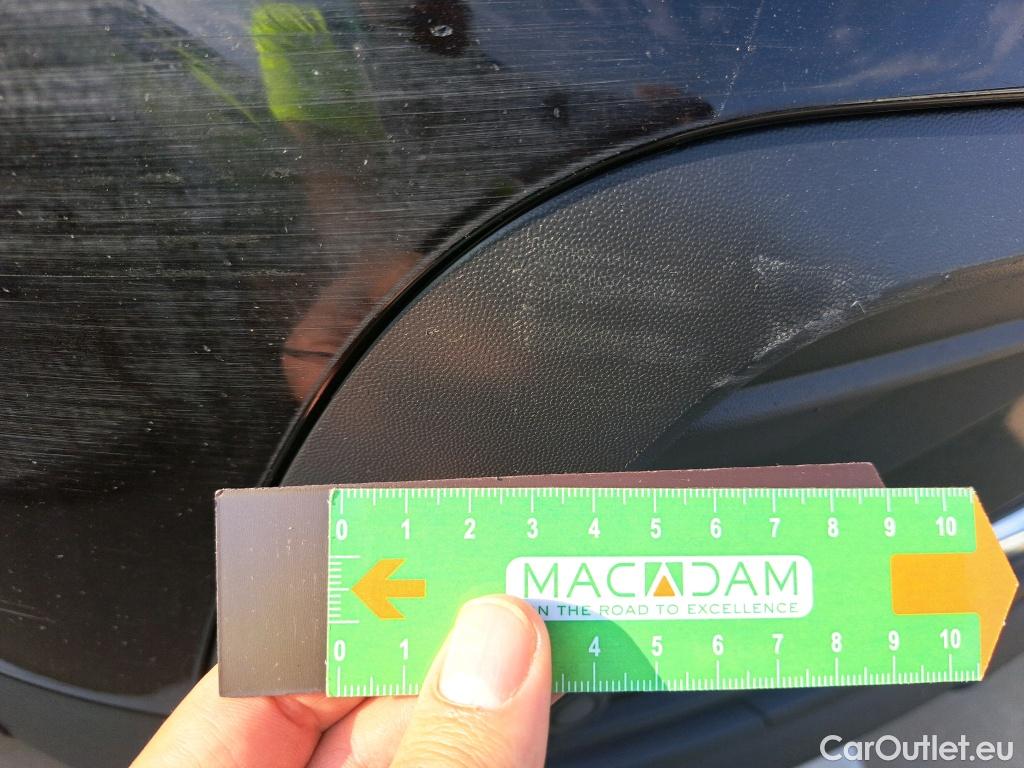 0 1 2 3 4 5 6 7 8 9 10
MACADAM
N THE ROAD TO EXCELLENCE
0 1 4 5 6 7 8 9 10
CarOutlet.eu